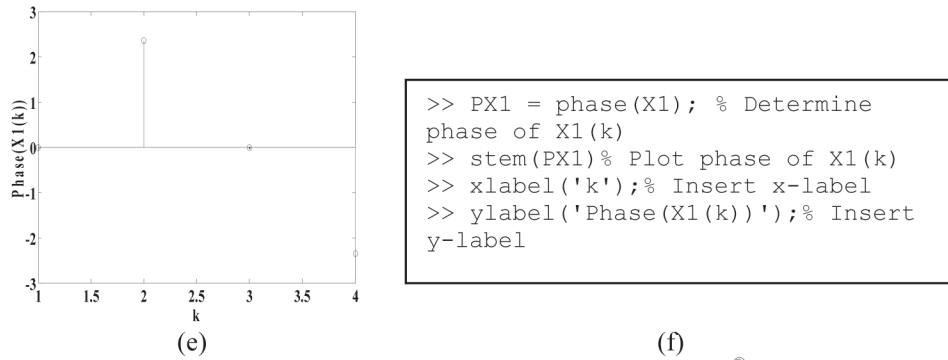 3
2
1
0
-1
-2
-3
Phase(X1(k))
1 1.5 2 2.5 3 3.5 4
k
(e)
>> PX1 = phase(X1); % Determine
phase of X1(k)
>> stem(PX1)% Plot phase of X1(k)
>> xlabel('k');% Insert x-label
>> ylabel('Phase(X1(k))');% Insert
y-label
(f)